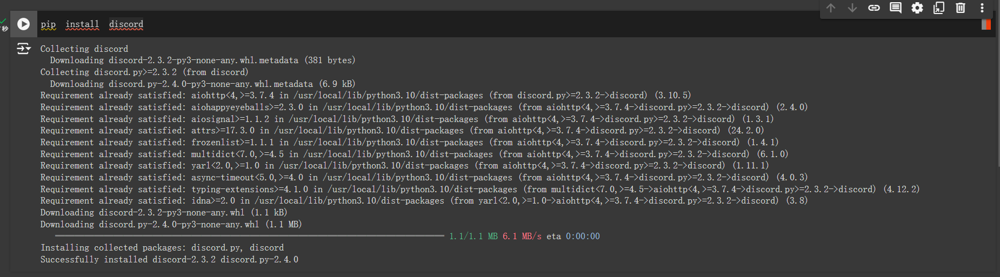 pip install discord
秒
Collecting discord
Downloading discord-2.3.2-py3-none-any.whl.metadata (381 bytes)
Collecting discord.py>=2.3.2 (from discord)
Downloading discord.py-2.4.0-py3-none-any.whl.metadata (6.9 kB)
Requirement already satisfied: aiohttp<4,>=3.7.4 in /usr/local/lib/python3.10/dist-packages (from discord.py>=2.3.2->discord) (3.10.5)
Requirement already satisfied: aiohappyeyeballs>=2.3.0 in /usr/local/lib/python3.10/dist-packages (from aiohttp<4,>=3.7.4->discord.py>=2.3.2->discord) (2.4.0)
Requirement already satisfied: aiosignal>=1.1.2 in /usr/local/lib/python3.10/dist-packages (from aiohttp<4,>=3.7.4->discord.py>=2.3.2->discord) (1.3.1)
Requirement already satisfied: attrs>=17.3.0 in /usr/local/lib/python3.10/dist-packages (from aiohttp<4,>=3.7.4->discord.py>=2.3.2->discord) (24.2.0)
Requirement already satisfied: frozenlist>=1.1.1 in /usr/local/lib/python3.10/dist-packages (from aiohttp<4,>=3.7.4->discord.py>=2.3.2->discord) (1.4.1)
Requirement already satisfied: multidict<7.0,>=4.5 in /usr/local/lib/python3.10/dist-packages (from aiohttp<4,>=3.7.4->discord.py>=2.3.2->discord) (6.1.0)
Requirement already satisfied: yarl<2.0,>=1.0 in /usr/local/lib/python3.10/dist-packages (from aiohttp<4,>=3.7.4->discord.py>=2.3.2->discord) (1.11.1)
Requirement already satisfied: async-timeout<5.0,>=4.0 in /usr/local/lib/python3.10/dist-packages (from aiohttp<4,>=3.7.4->discord.py>=2.3.2->discord) (4.0.3)
Requirement already satisfied: typing-extensions>=4.1.0 in /usr/local/lib/python3.10/dist-packages (from multidict<7.0,>=4.5->aiohttp<4,>=3.7.4->discord.py>=2.3.2->discord) (4.12.2)
Requirement already satisfied: idna>=2.0 in /usr/local/lib/python3.10/dist-packages (from yarl<2.0,>=1.0->aiohttp<4,>=3.7.4->discord.py>=2.3.2->discord) (3.8)
Downloading discord-2.3.2-py3-none-any.whl (1.1 kB)
Downloading discord.py-2.4.0-py3-none-any.whl (1.1 MB)
1.1/1.1 MB 6.1 MB/s eta 0:00:00
Installing collected packages: discord.py, discord
Successfully installed discord-2.3.2 discord.py-2.4.0